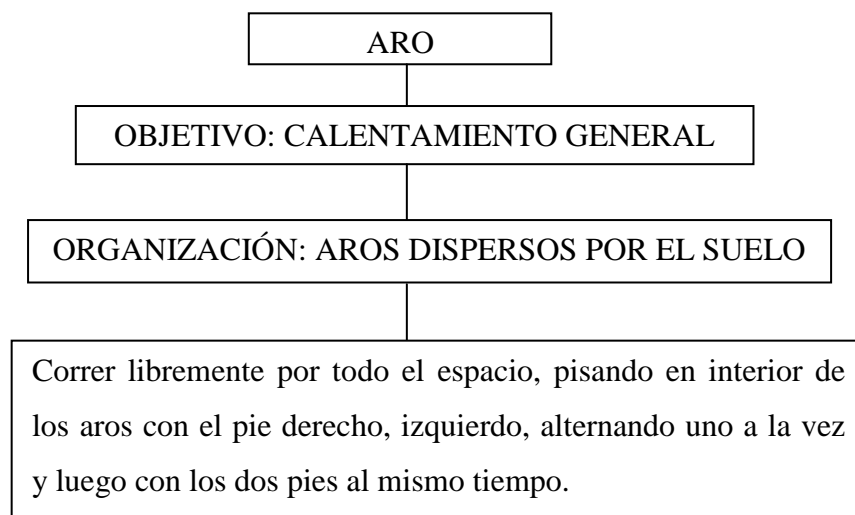 ARO
OBJETIVO: CALENTAMIENTO GENERAL
ORGANIZACIÓN: AROS DISPERSOS POR EL SUELO
Correr libremente por todo el espacio, pisando en interior de
los aros con el pie derecho, izquierdo, alternando uno a la vez
y luego con los dos pies al mismo tiempo.